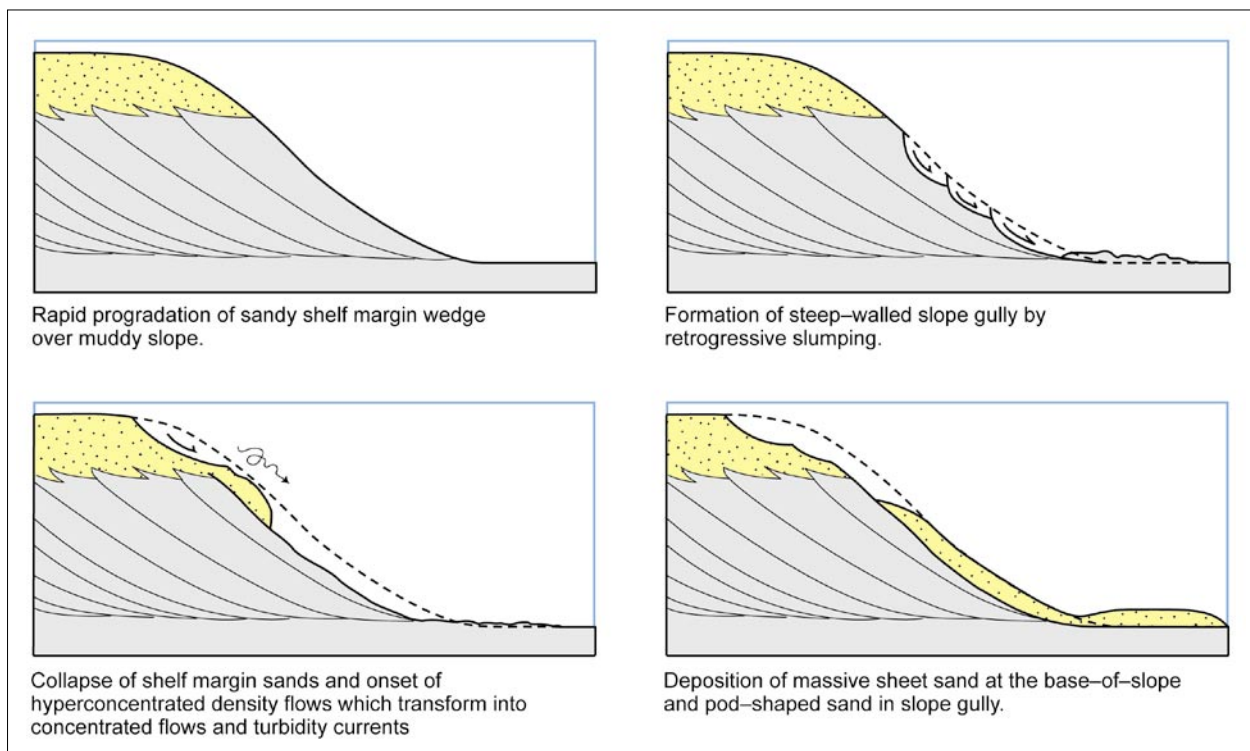 Rapid progradation of sandy shelf margin wedge
over muddy slope.
Formation of steep–walled slope gully by
retrogressive slumping.
Collapse of shelf margin sands and onset of
hyperconcentrated density flows which transform into
concentrated flows and turbidity currents
Deposition of massive sheet sand at the base–of–slope
and pod–shaped sand in slope gully.